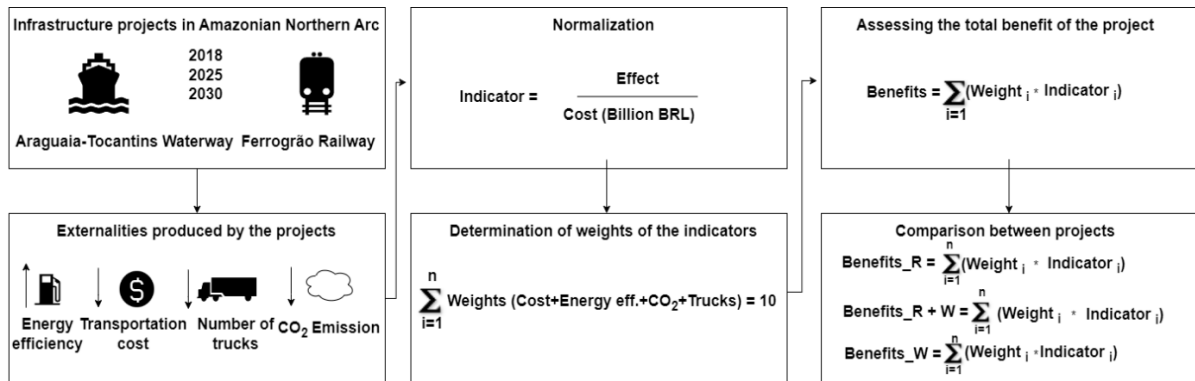 Infrastructure projects in Amazonian Northern Arc
2018
2025
2030
Araguaia-Tocantins Waterway Ferrogrão Railway
Externalities produced by the projects
$
Energy efficiency
Transportation cost
Number of trucks
CO₂ Emission
Normalization
Indicator = Effect / Cost (Billion BRL)
Determination of weights of the indicators
n
∑ Weights (Cost+Energy eff.+CO₂+Trucks) = 10
i=1
Assessing the total benefit of the project
Benefits = ∑(Weight i * Indicator i)
i=1
Comparison between projects
n
Benefits_R = ∑(Weight i * Indicator i)
i=1
n
Benefits_R + W = ∑ (Weight i * Indicator i)
i=1
n
Benefits_W = ∑(Weight i *Indicator i)
i=1